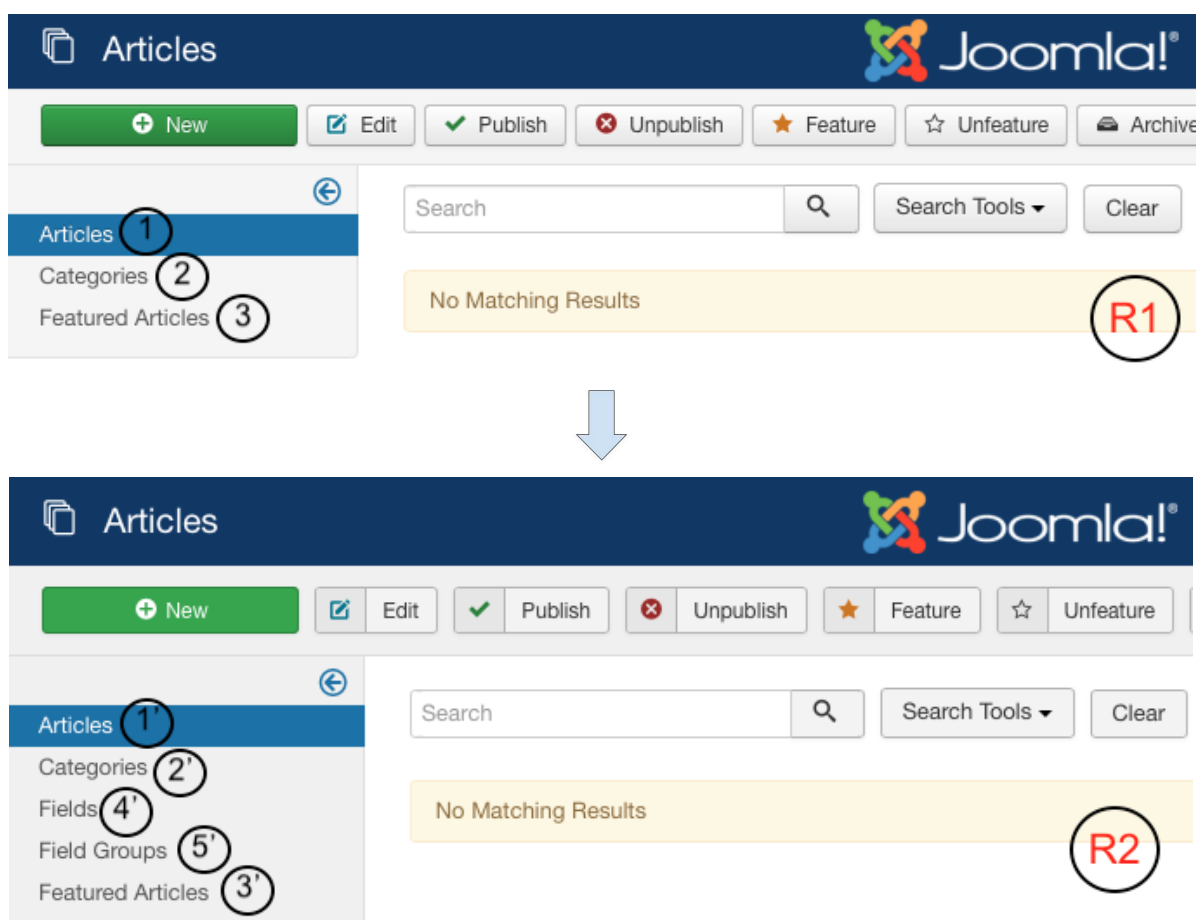 Articles Joomla!®
New Edit Publish Unpublish Feature Unfeature Archive
Search Search Tools Clear
Articles 1
Categories 2
Featured Articles 3
No Matching Results R1
Articles Joomla!®
New Edit Publish Unpublish Feature Unfeature
Search Search Tools Clear
Articles 1’
Categories 2’
Fields 4’
Field Groups 5’
Featured Articles 3’
No Matching Results R2